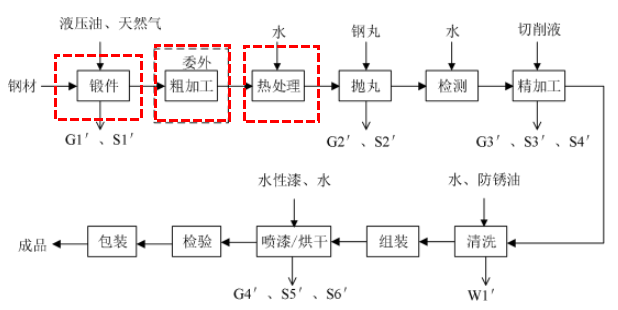 液压油、天然气
水
钢丸
水
切削液
委外
钢材
锻件
粗加工
热处理
抛丸
检测
精加工
G1′、S1′
G2′、S2′
G3′、S3′、S4′
水性漆、水
水、防锈油
成品
包装
检验
喷漆/烘干
组装
清洗
G4′、S5′、S6′
W1′